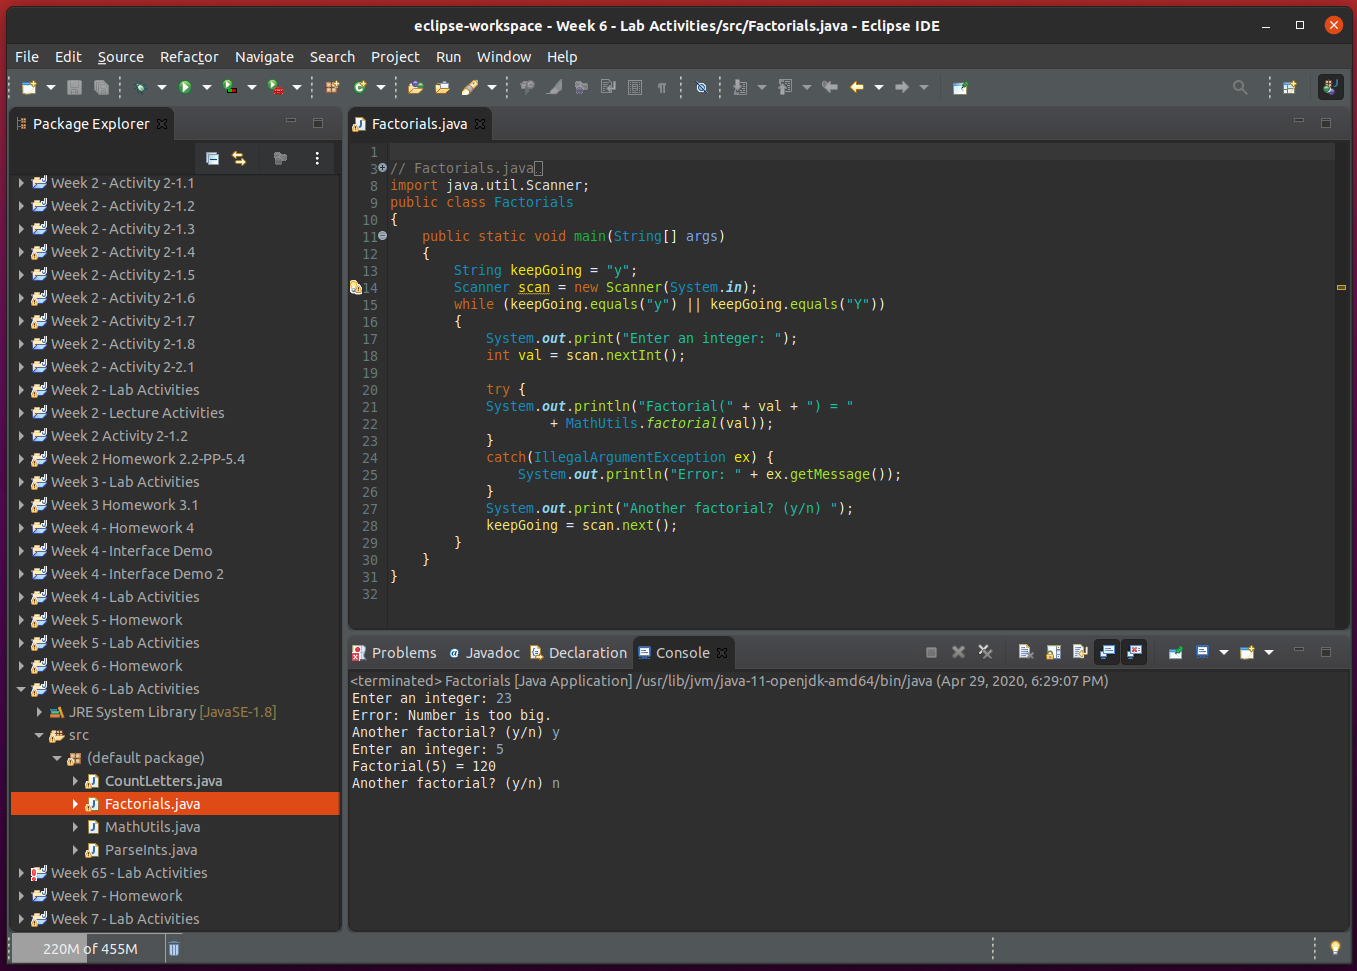 eclipse-workspace - Week 6 - Lab Activities/src/Factorials.java - Eclipse IDE
File Edit Source Refactor Navigate Search Project Run Window Help
Package Explorer
Week 2 - Activity 2-1.1
Week 2 - Activity 2-1.2
Week 2 - Activity 2-1.3
Week 2 - Activity 2-1.4
Week 2 - Activity 2-1.5
Week 2 - Activity 2-1.6
Week 2 - Activity 2-1.7
Week 2 - Activity 2-1.8
Week 2 - Activity 2-2.1
Week 2 - Lab Activities
Week 2 - Lecture Activities
Week 2 Activity 2-1.2
Week 2 Homework 2.2-PP-5.4
Week 3 - Lab Activities
Week 3 Homework 3.1
Week 4 - Homework 4
Week 4 - Interface Demo
Week 4 - Interface Demo 2
Week 4 - Lab Activities
Week 5 - Homework
Week 5 - Lab Activities
Week 6 - Homework
Week 6 - Lab Activities
JRE System Library [JavaSE-1.8]
src
(default package)
CountLetters.java
Factorials.java
MathUtils.java
ParseInts.java
Week 65 - Lab Activities
Week 7 - Homework
Week 7 - Lab Activities
220M of 455M
Factorials.java
1
3 // Factorials.java
8 import java.util.Scanner;
9 public class Factorials
10 {
11 public static void main(String[] args)
12 {
13 String keepGoing = "y";
14 Scanner scan = new Scanner(System.in);
15 while (keepGoing.equals("y") || keepGoing.equals("Y"))
16 {
17 System.out.print("Enter an integer: ");
18 int val = scan.nextInt();
19
20 try {
21 System.out.println("Factorial(" + val + ") = "
22 + MathUtils.factorial(val));
23 }
24 catch(IllegalArgumentException ex) {
25 System.out.println("Error: " + ex.getMessage());
26 }
27 System.out.print("Another factorial? (y/n) ");
28 keepGoing = scan.next();
29 }
30 }
31 }
32
Problems Javadoc Declaration Console
<terminated> Factorials [Java Application] /usr/lib/jvm/java-11-openjdk-amd64/bin/java (Apr 29, 2020, 6:29:07 PM)
Enter an integer: 23
Error: Number is too big.
Another factorial? (y/n) y
Enter an integer: 5
Factorial(5) = 120
Another factorial? (y/n) n